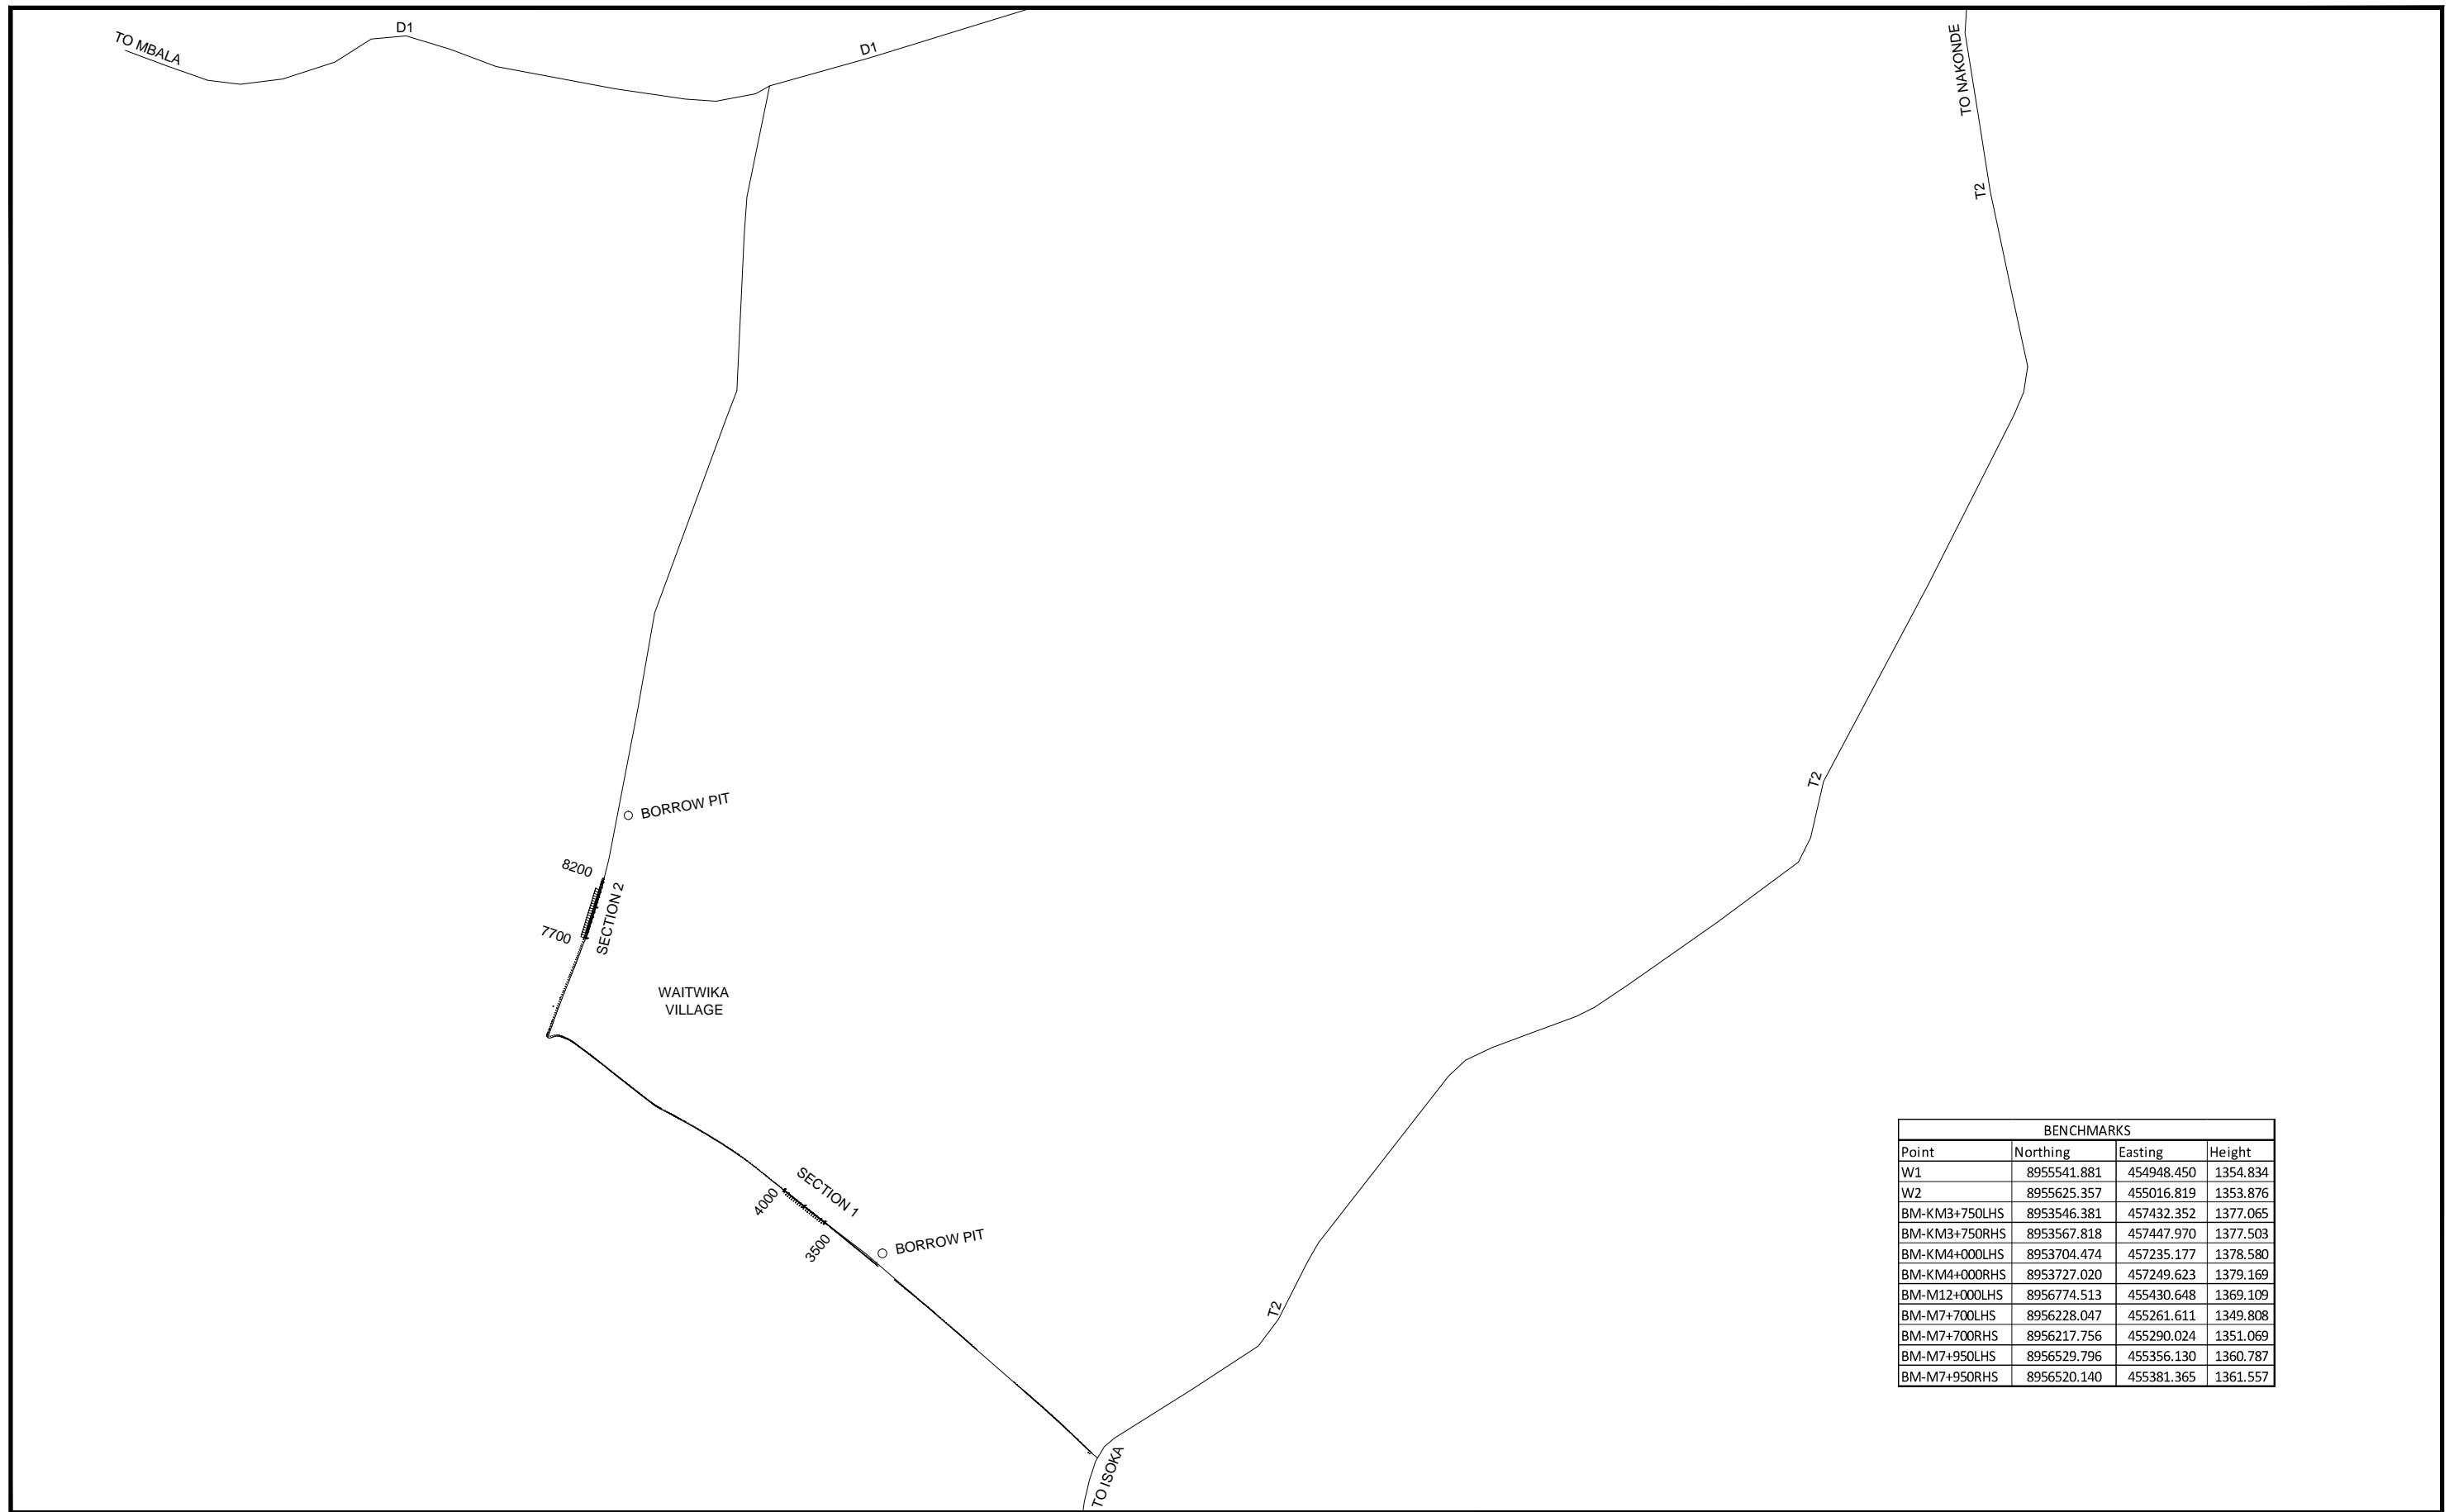 TO MBALA
D1
D1
TO NAKONDE
T2
T2
BORROW PIT
8200
SECTION 2
7700
WAITWIKA
VILLAGE
SECTION 1
4000
3500
BORROW PIT
T2
TO ISOKA
BENCHMARKS
Point Northing Easting Height
W1 8955541.881 454948.450 1354.834
W2 8955625.357 455016.819 1353.876
BM-KM3+750LHS 8953546.381 457432.352 1377.065
BM-KM3+750RHS 8953567.818 457447.970 1377.503
BM-KM4+000LHS 8953704.474 457235.177 1378.580
BM-KM4+000RHS 8953727.020 457249.623 1379.169
BM-M12+000LHS 8956774.513 455430.648 1369.109
BM-M7+700LHS 8956228.047 455261.611 1349.808
BM-M7+700RHS 8956217.756 455290.024 1351.069
BM-M7+950LHS 8956529.796 455356.130 1360.787
BM-M7+950RHS 8956520.140 455381.365 1361.557